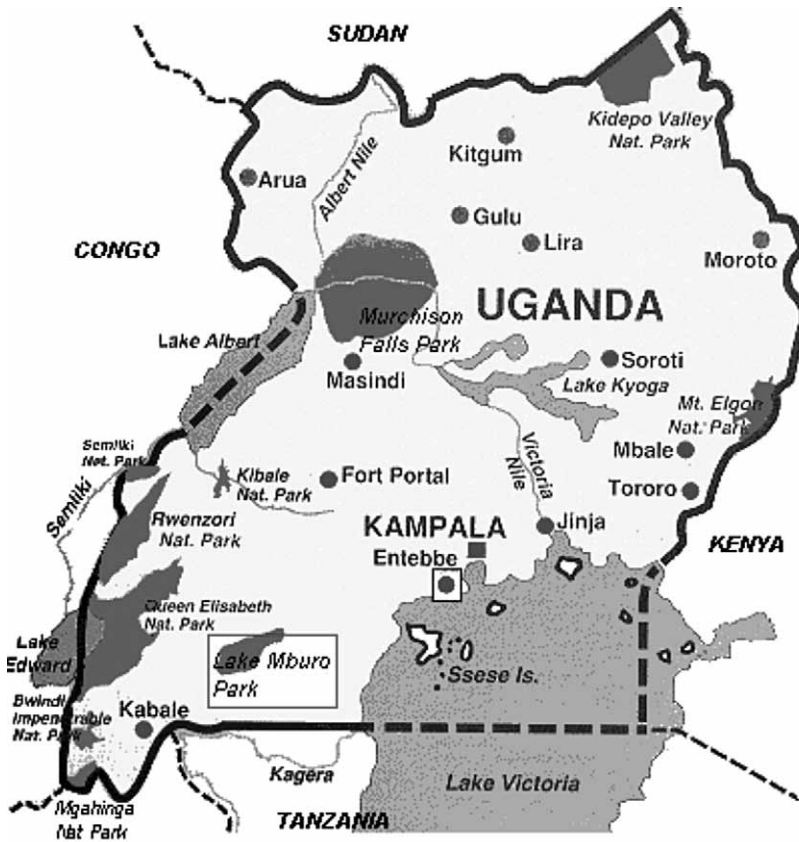 SUDAN
Kidepo Valley
Nat. Park
Kitgum
Arua
Albert Nile
Gulu
Lira
CONGO
Moroto
UGANDA
Murchison
Falls Park
Lake Albert
Masindi
Soroti
Lake Kyoga
Mt. Elgon
Nat. Park
Semliki
Nat. Park
Kibale
Nat. Park
Fort Portal
Victoria
Nile
Mbale
Tororo
Semliki
Rwenzori
Nat. Park
KAMPALA
Jinja
KENYA
Entebbe
Queen Elisabeth
Nat. Park
Lake
Edward
Lake Mburo
Park
Ssese Is.
Bwindi
Impenetrable
Nat. Park
Kabale
Kagera
Lake Victoria
Mgahinga
Nat Park
TANZANIA